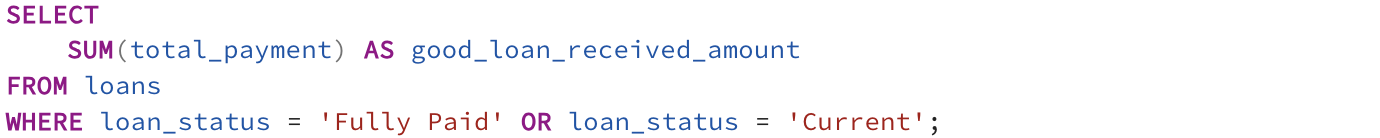 SELECT
    SUM(total_payment) AS good_loan_received_amount
FROM loans
WHERE loan_status = 'Fully Paid' OR loan_status = 'Current';